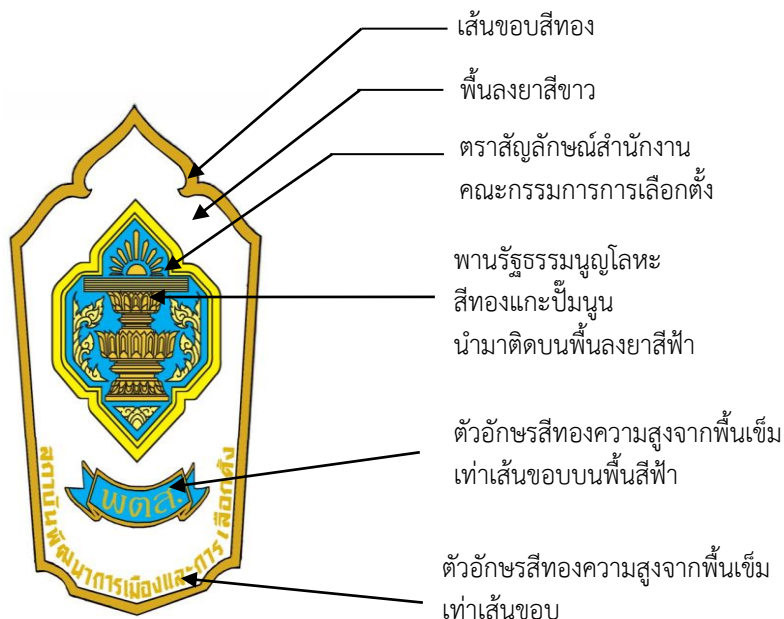 เส้นขอบสีทอง
พื้นลงยาสีขาว
ตราสัญลักษณ์สำนักงาน
คณะกรรมการการเลือกตั้ง
พานรัฐธรรมนูญโลหะ
สีทองแกะปั๊มนูน
นำมาติดบนพื้นลงยาสีฟ้า
ตัวอักษรสีทองความสูงจากพื้นเข็ม
เท่าเส้นขอบบนพื้นสีฟ้า
พตส.
สถาบันพัฒนาการเมืองและการเลือกตั้ง
ตัวอักษรสีทองความสูงจากพื้นเข็ม
เท่าเส้นขอบ